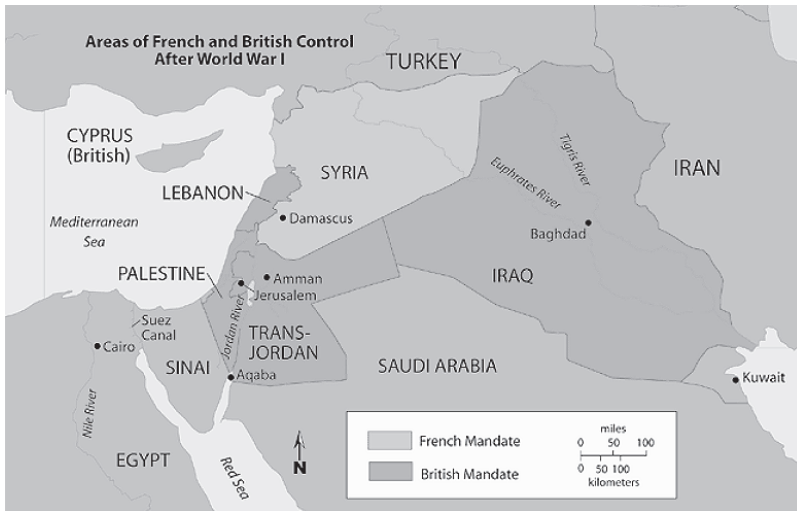 Areas of French and British Control
After World War I
TURKEY
CYPRUS
(British)
SYRIA
Tigris River
IRAN
Euphrates River
LEBANON
Mediterranean
Sea
Damascus
Baghdad
PALESTINE
Amman
Jerusalem
IRAQ
Suez
Canal
Jordan River
TRANS-
JORDAN
Cairo
SINAI
SAUDI ARABIA
Aqaba
Kuwait
Nile River
EGYPT
Red Sea
N
French Mandate
British Mandate
miles
0 50 100
0 50 100
kilometers